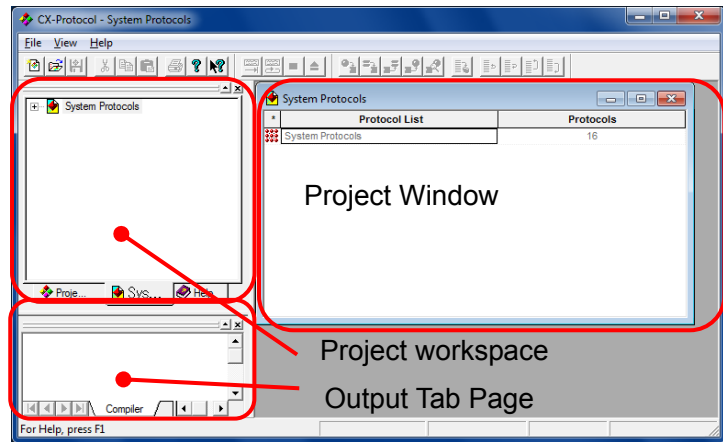 CX-Protocol - System Protocols
File View Help
System Protocols
System Protocols
* Protocol List Protocols
System Protocols 16
Project Window
Proje... Sys... Help
Project workspace
Output Tab Page
Compiler
For Help, press F1